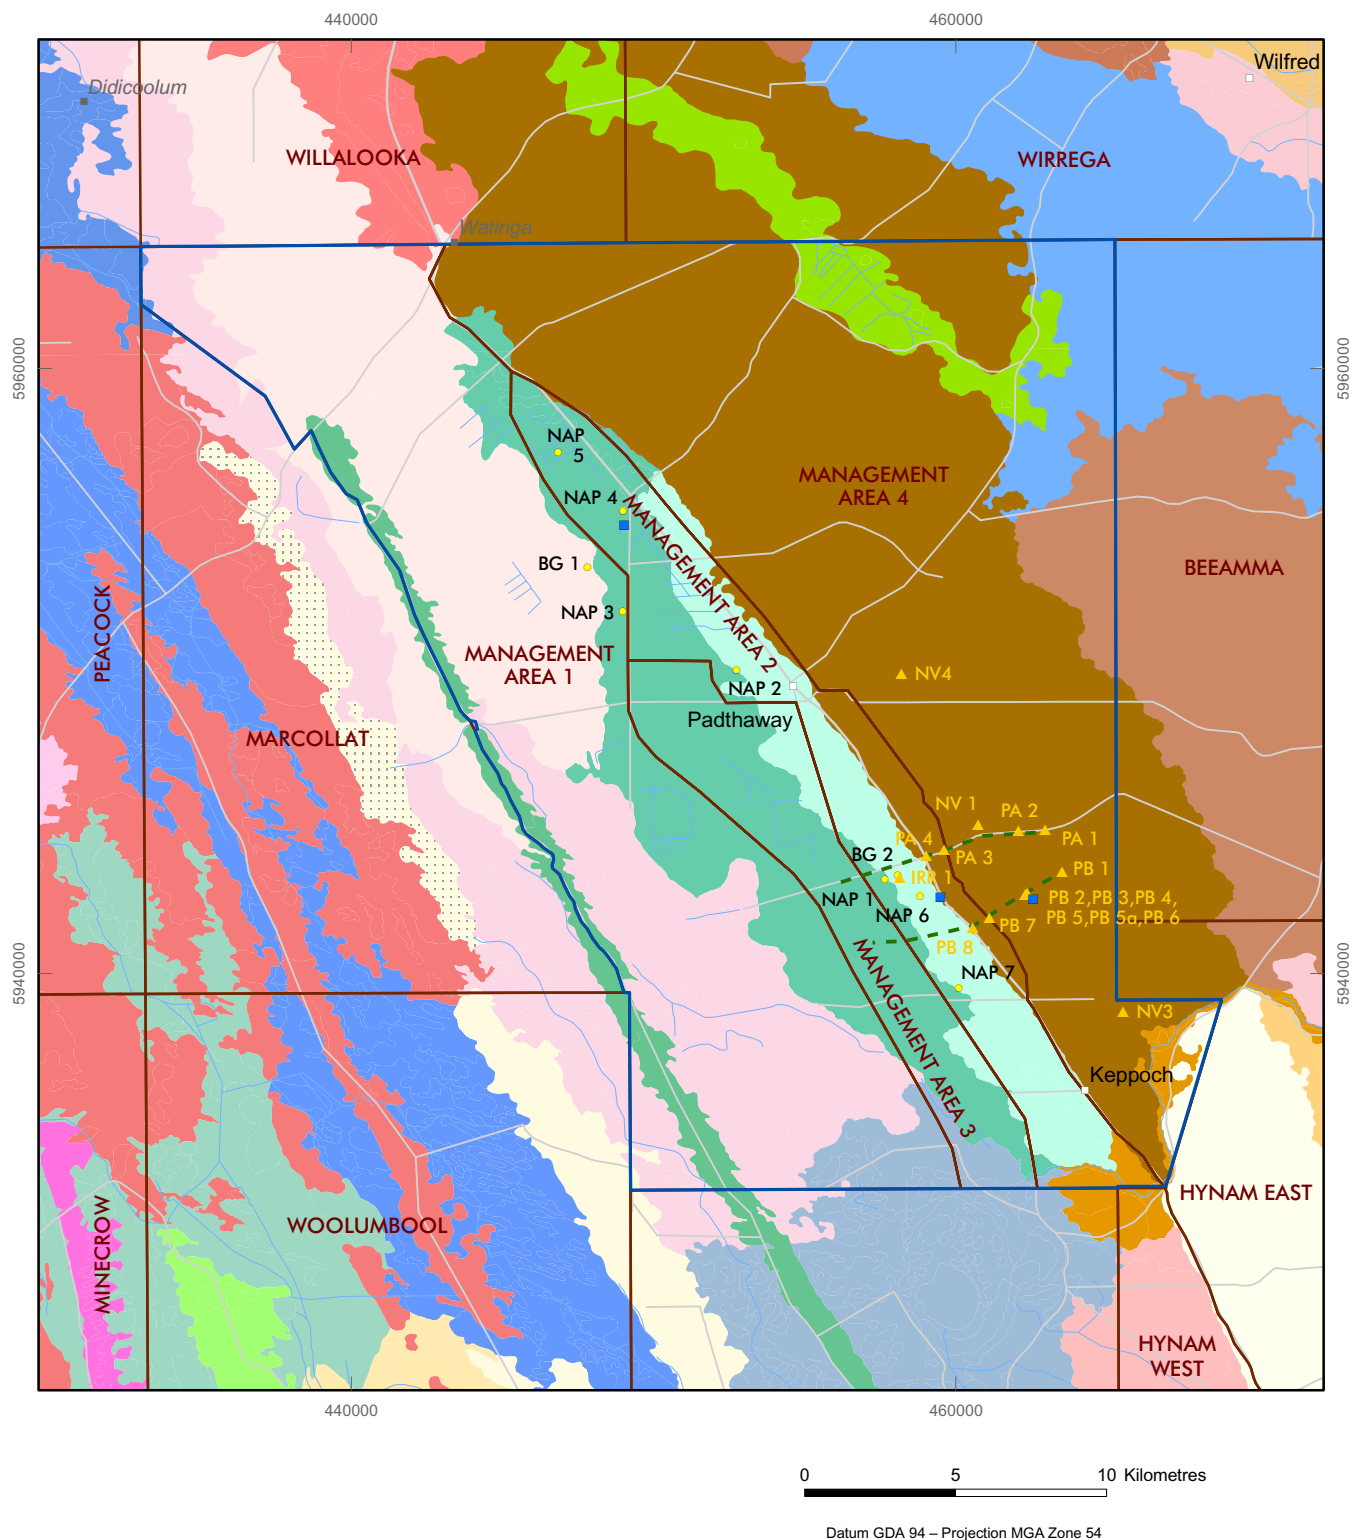 440000
460000
Wilfred
Didicoolum
WILLALOOKA
WIRREGA
Watinga
5960000
5960000
NAP
5
MANAGEMENT
AREA 4
NAP 4
MANAGEMENT AREA 2
BG 1
BEEAMMA
NAP 3
PEACOCK
MANAGEMENT
AREA 1
NV4
NAP 2
Padthaway
MARCOLLAT
NV 1
PA 2
PA 4
PA 1
BG 2
PA 3
IRR 1
PB 1
NAP 1
PB 2,PB 3,PB 4,
NAP 6
PB 5,PB 5a,PB 6
PB 7
PB 8
NAP 7
5940000
5940000
NV3
MANAGEMENT AREA 3
Keppoch
HYNAM EAST
MINECROW
WOOLUMBOOL
HYNAM
WEST
440000
460000
0
5
10 Kilometres
Datum GDA 94 – Projection MGA Zone 54